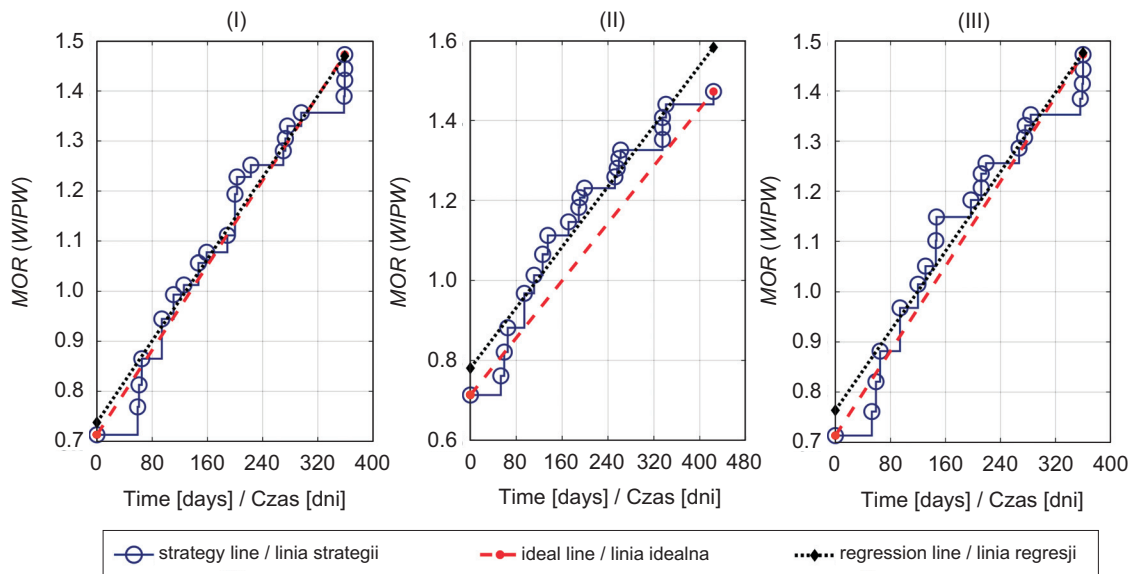 (I)
1.5
1.4
1.3
1.2
1.1
1.0
0.9
0.8
0.7
0 80 160 240 320 400
MOR (WIPW)
Time [days] / Czas [dni]
(II)
1.6
1.4
1.2
1.0
0.8
0.6
0 80 160 240 320 400 480
MOR (WIPW)
Time [days] / Czas [dni]
(III)
1.5
1.4
1.3
1.2
1.1
1.0
0.9
0.8
0.7
0 80 160 240 320 400
MOR (WIPW)
Time [days] / Czas [dni]
strategy line / linia strategii
ideal line / linia idealna
regression line / linia regresji